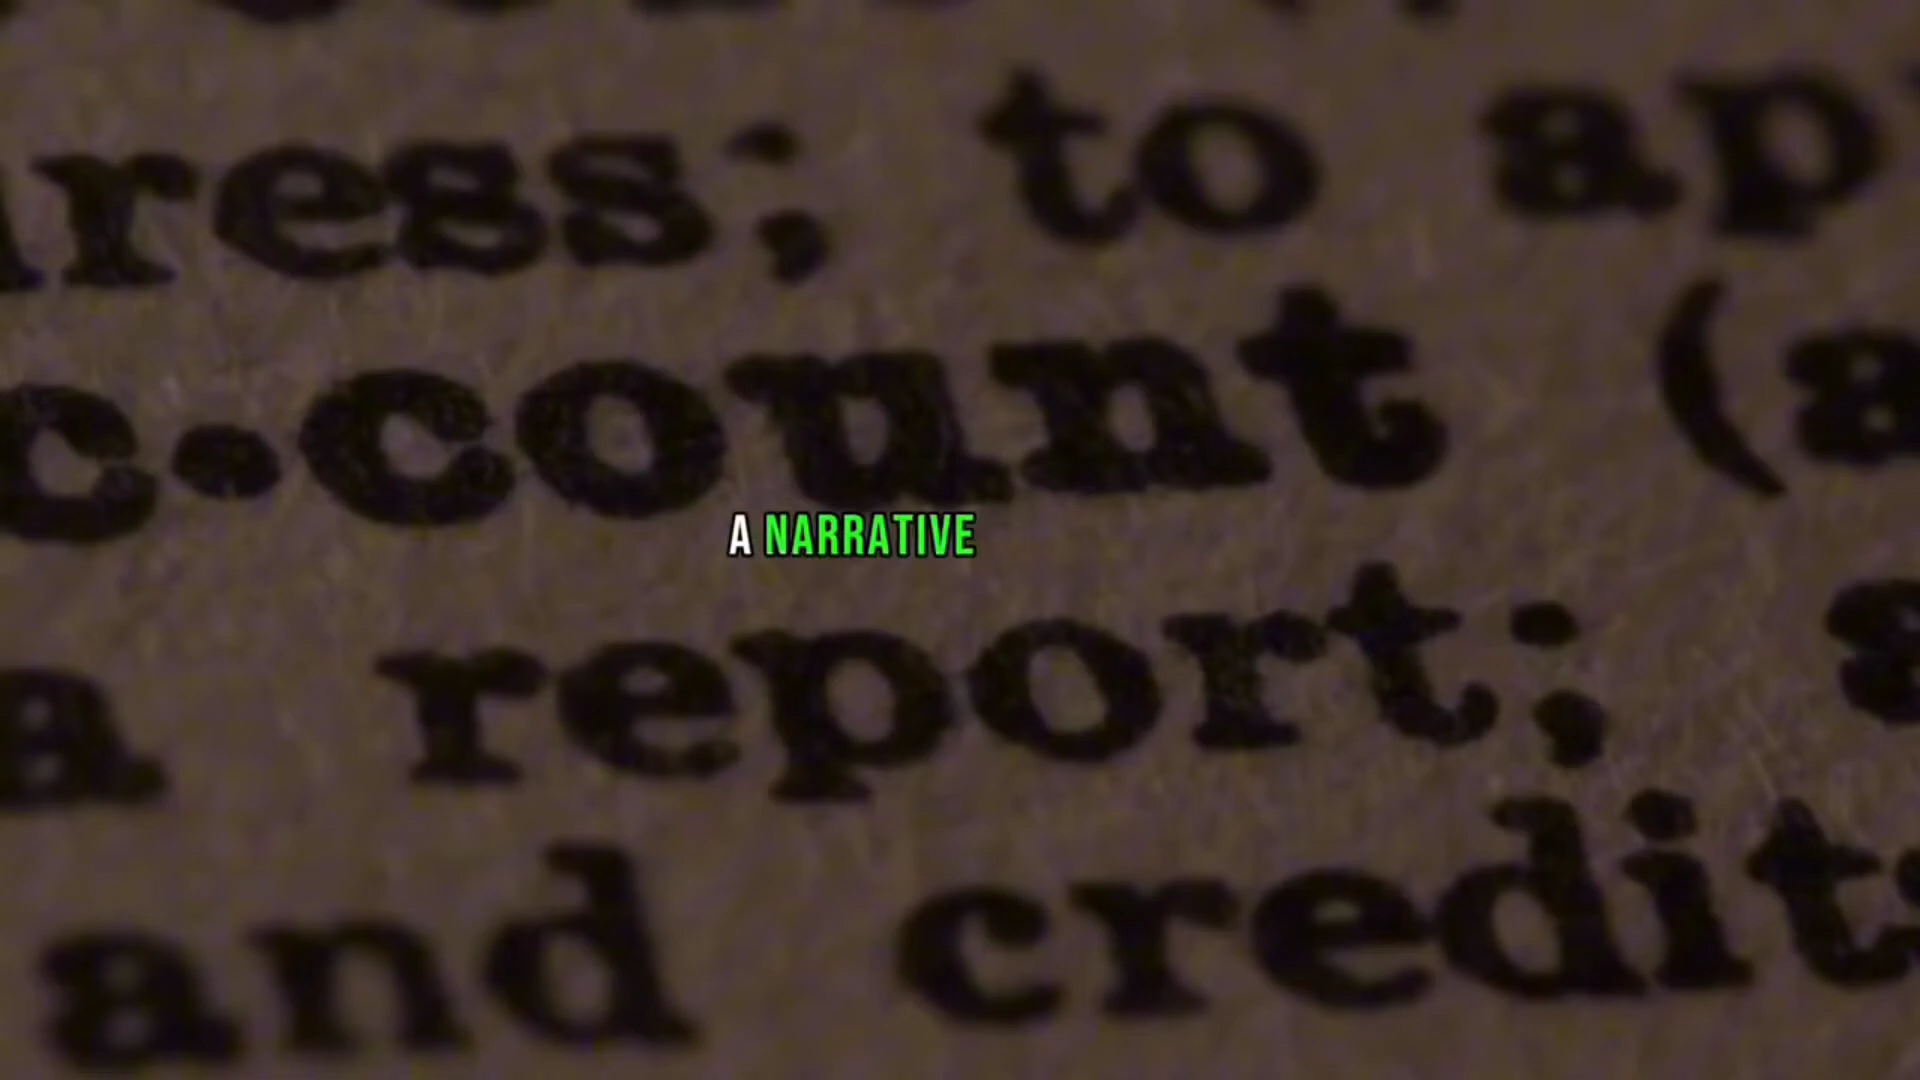 ress; to ap
c•count (a
A NARRATIVE
a report;
and credit